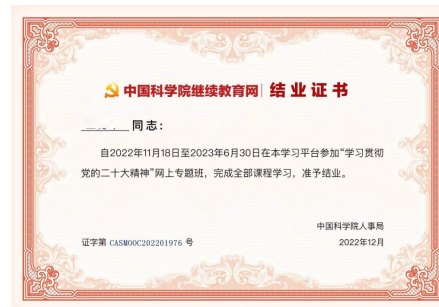 中国科学院继续教育网 结业证书
同志：
自2022年11月18日至2023年6月30日在本学习平台参加“学习贯彻
党的二十大精神”网上专题班，完成全部课程学习，准予结业。
中国科学院人事局
证字第 CASMOOC202201976 号 2022年12月